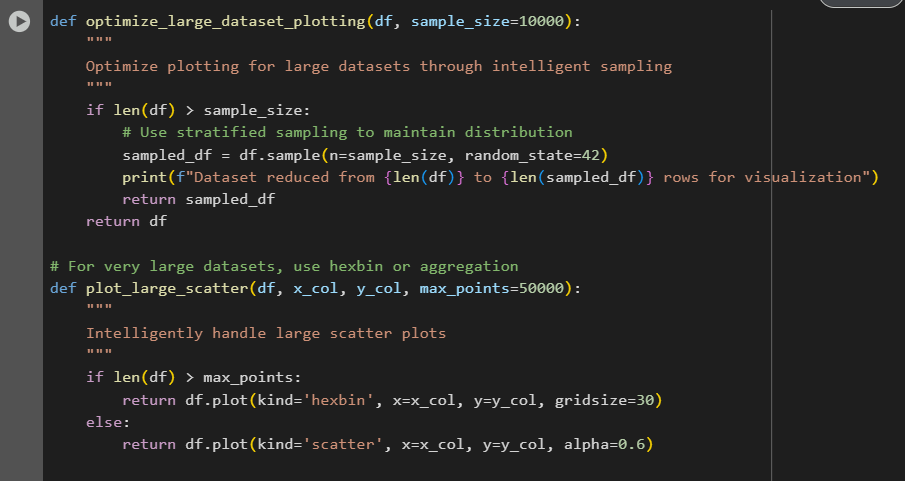 def optimize_large_dataset_plotting(df, sample_size=10000):
    """
    Optimize plotting for large datasets through intelligent sampling
    """
    if len(df) > sample_size:
        # Use stratified sampling to maintain distribution
        sampled_df = df.sample(n=sample_size, random_state=42)
        print(f"Dataset reduced from {len(df)} to {len(sampled_df)} rows for visualization")
        return sampled_df
    return df

# For very large datasets, use hexbin or aggregation
def plot_large_scatter(df, x_col, y_col, max_points=50000):
    """
    Intelligently handle large scatter plots
    """
    if len(df) > max_points:
        return df.plot(kind='hexbin', x=x_col, y=y_col, gridsize=30)
    else:
        return df.plot(kind='scatter', x=x_col, y=y_col, alpha=0.6)